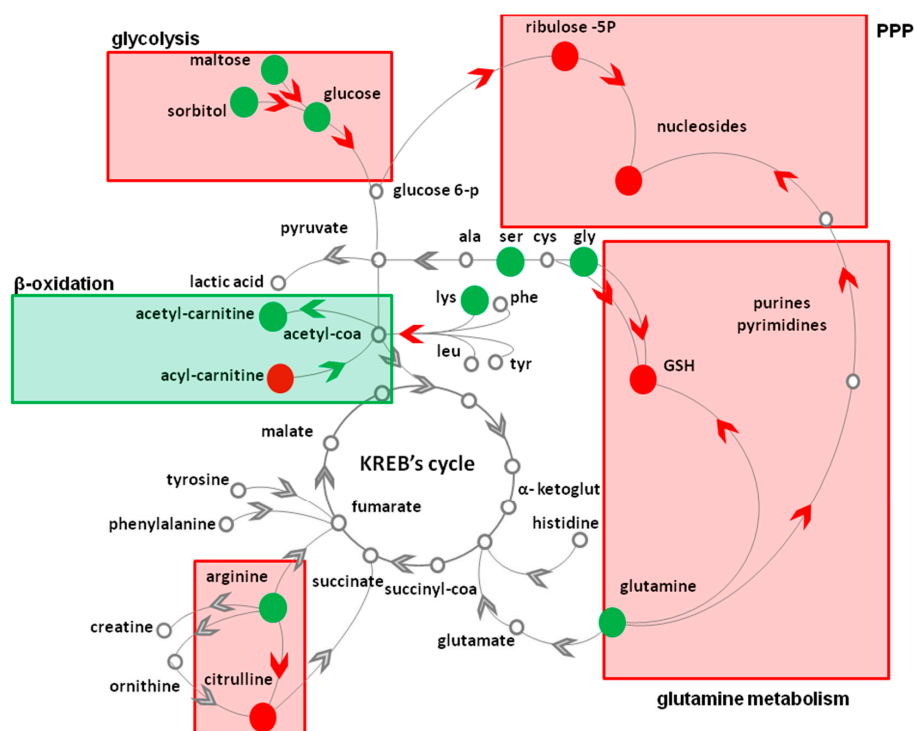 glycolysis
maltose
sorbitol
glucose
ribulose -5P
PPP
nucleosides
glucose 6-p
pyruvate
ala
ser
cys
gly
lactic acid
β-oxidation
acetyl-carnitine
acetyl-coa
lys
phe
leu
tyr
acyl-carnitine
purines
pyrimidines
GSH
malate
KREB's cycle
tyrosine
phenylalanine
fumarate
α- ketoglut
histidine
arginine
succinate
succinyl-coa
glutamine
creatine
glutamate
ornithine
citrulline
glutamine metabolism